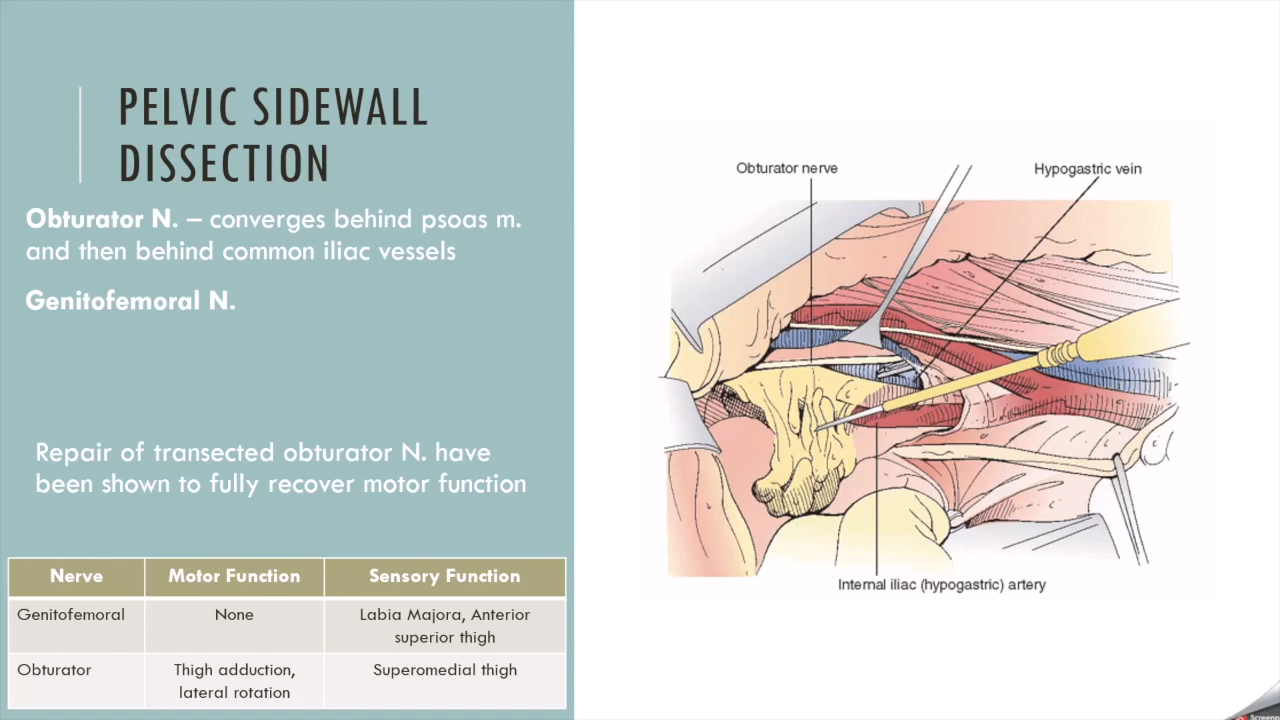 PELVIC SIDEWALL
DISSECTION
Obturator N. – converges behind psoas m.
and then behind common iliac vessels
Genitofemoral N.
Repair of transected obturator N. have
been shown to fully recover motor function
Nerve Motor Function Sensory Function
Genitofemoral None Labia Majora, Anterior
superior thigh
Obturator Thigh adduction, Superomedial thigh
lateral rotation
Obturator nerve Hypogastric vein
Internal iliac (hypogastric) artery